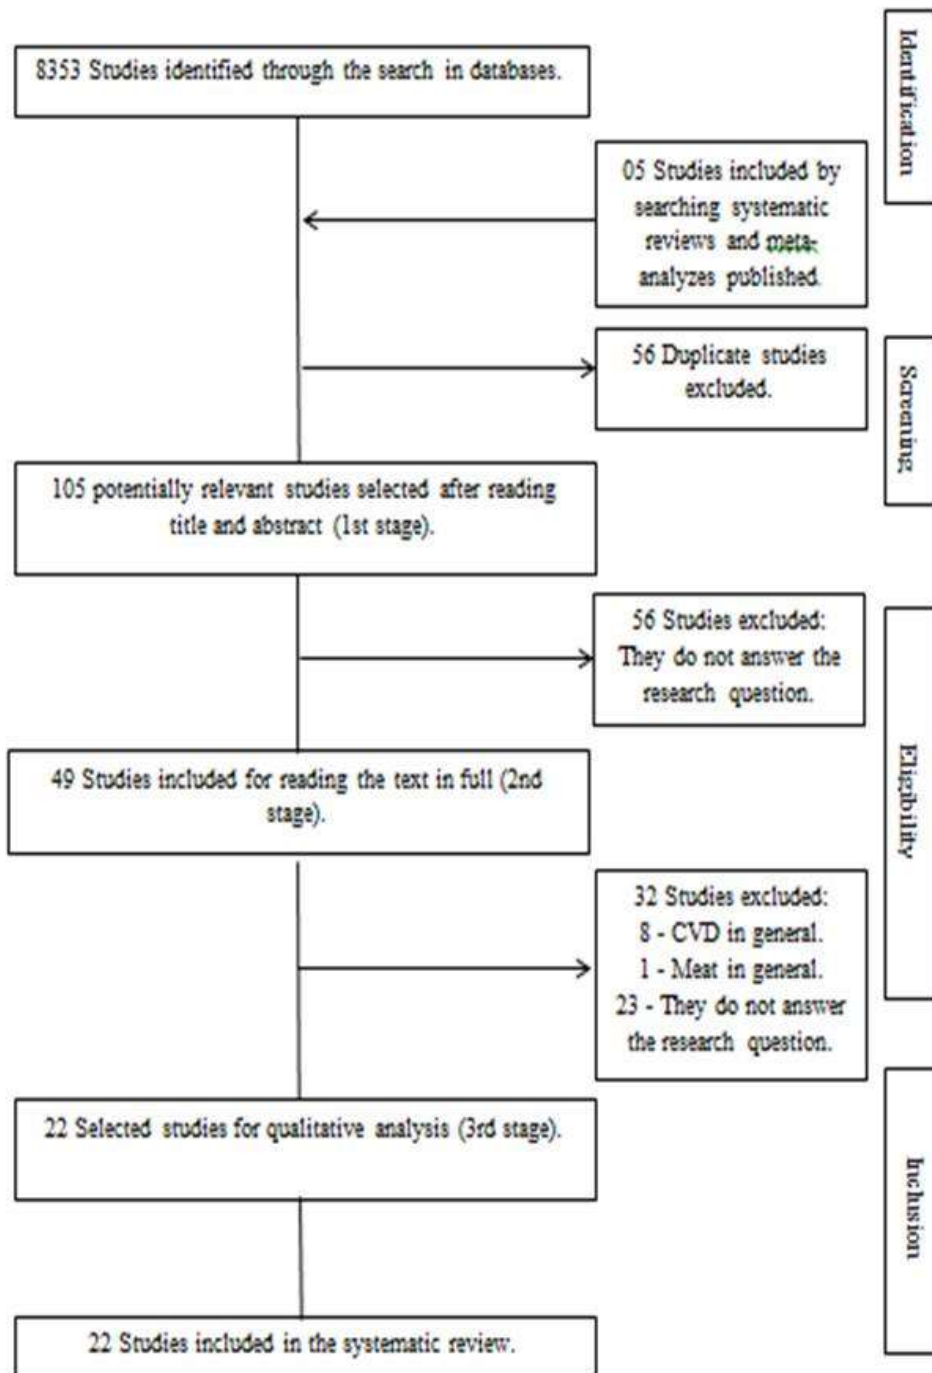 8353 Studies identified through the search in databases.
Identification
05 Studies included by
searching systematic
reviews and meta-
analyzes published.
56 Duplicate studies
excluded.
Screening
105 potentially relevant studies selected after reading
title and abstract (1st stage).
56 Studies excluded:
They do not answer the
research question.
Eligibility
49 Studies included for reading the text in full (2nd
stage).
32 Studies excluded:
8 - CVD in general.
1 - Meat in general.
23 - They do not answer
the research question.
22 Selected studies for qualitative analysis (3rd stage).
Inclusion
22 Studies included in the systematic review.